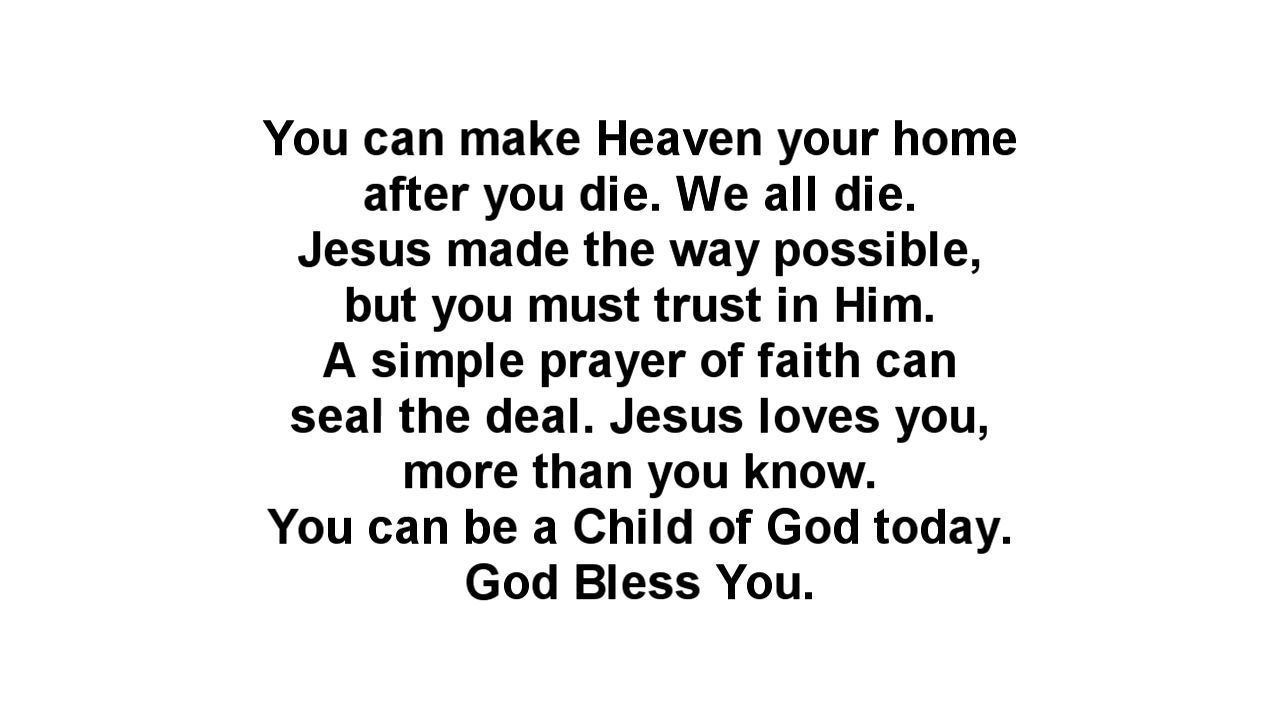 You can make Heaven your home
after you die. We all die.
Jesus made the way possible,
but you must trust in Him.
A simple prayer of faith can
seal the deal. Jesus loves you,
more than you know.
You can be a Child of God today.
God Bless You.